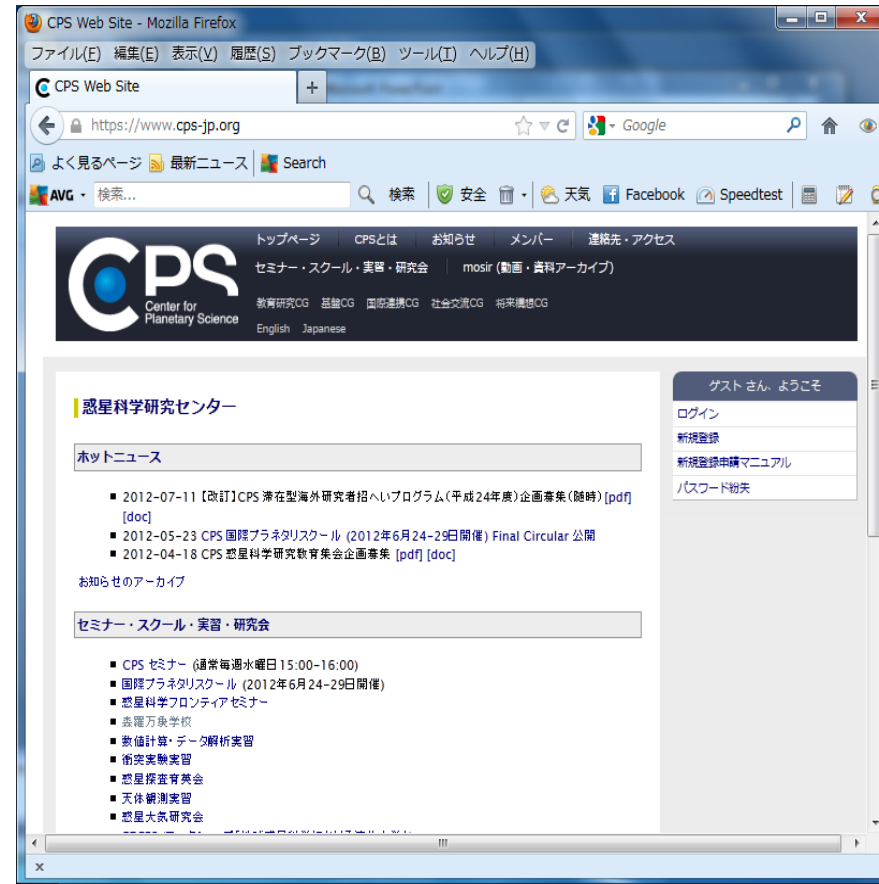 CPS Web Site - Mozilla Firefox
ファイル(F) 編集(E) 表示(V) 履歴(S) ブックマーク(B) ツール(T) ヘルプ(H)
CPS Web Site +
https://www.cps-jp.org Google
よく見るページ 最新ニュース Search
AVG 検索... 検索 安全 天気 Facebook Speedtest
CPS
Center for
Planetary Science
トップページ CPSとは お知らせ メンバー 連絡先・アクセス
セミナー・スクール・実習・研究会 mosir (動画・資料アーカイブ)
教育研究CG 基盤CG 国際連携CG 社会交流CG 将来構想CG
English Japanese
惑星科学研究センター
ホットニュース
2012-07-11 【改訂】CPS 滞在型海外研究者招へいプログラム(平成24年度)企画募集(随時) [pdf]
[doc]
2012-05-23 CPS 国際プラネタリスクール (2012年6月24-29日開催) Final Circular 公開
2012-04-18 CPS 惑星科学研究教育集会企画募集 [pdf] [doc]
お知らせのアーカイブ
セミナー・スクール・実習・研究会
CPS セミナー (通常毎週水曜日15:00-16:00)
国際プラネタリスクール (2012年6月24-29日開催)
惑星科学フロンティアセミナー
森羅万象学校
数値計算・データ解析実習
衝突実験実習
惑星探査育英会
天体観測実習
惑星大気研究会
ゲスト さん、ようこそ
ログイン
新規登録
新規登録申請マニュアル
パスワード紛失
x